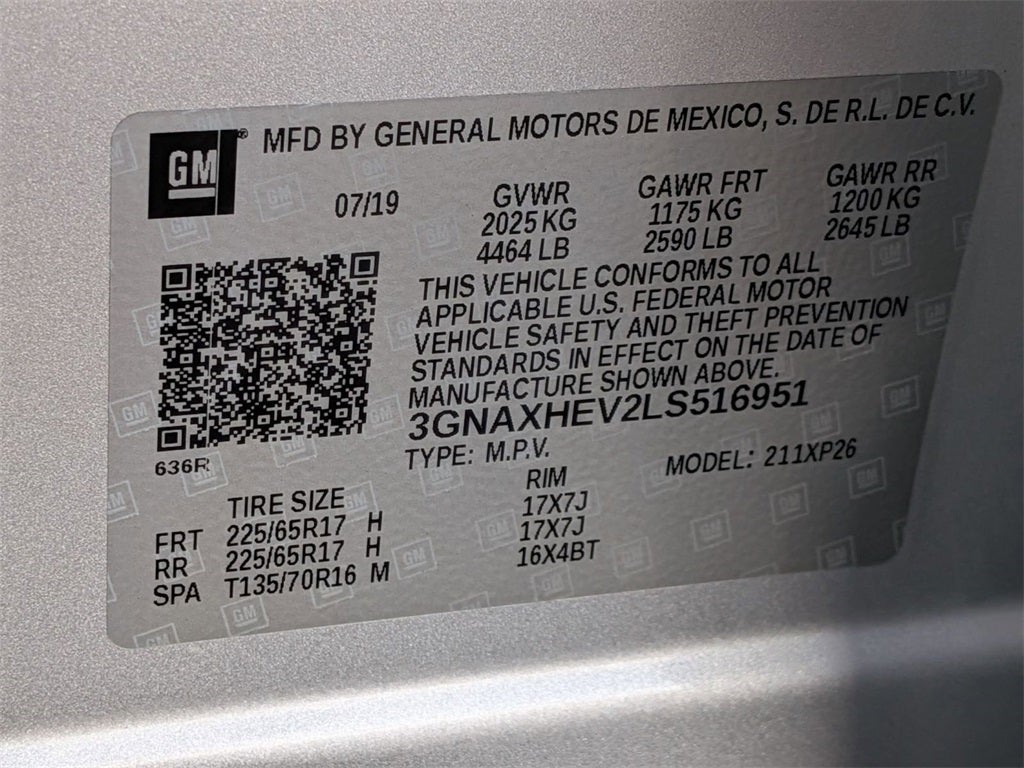 GM® MFD BY GENERAL MOTORS DE MEXICO, S. DE R.L. DE C.V.
07/19 GVWR GAWR FRT GAWR RR
2025 KG 1175 KG 1200 KG
4464 LB 2590 LB 2645 LB
THIS VEHICLE CONFORMS TO ALL
APPLICABLE U.S. FEDERAL MOTOR
VEHICLE SAFETY AND THEFT PREVENTION
STANDARDS IN EFFECT ON THE DATE OF
MANUFACTURE SHOWN ABOVE.
3GNAXHEV2LS516951
636R TYPE: M.P.V. MODEL: 211XP26
TIRE SIZE RIM
FRT 225/65R17 H 17X7J
RR 225/65R17 H 17X7J
SPA T135/70R16 M 16X4BT